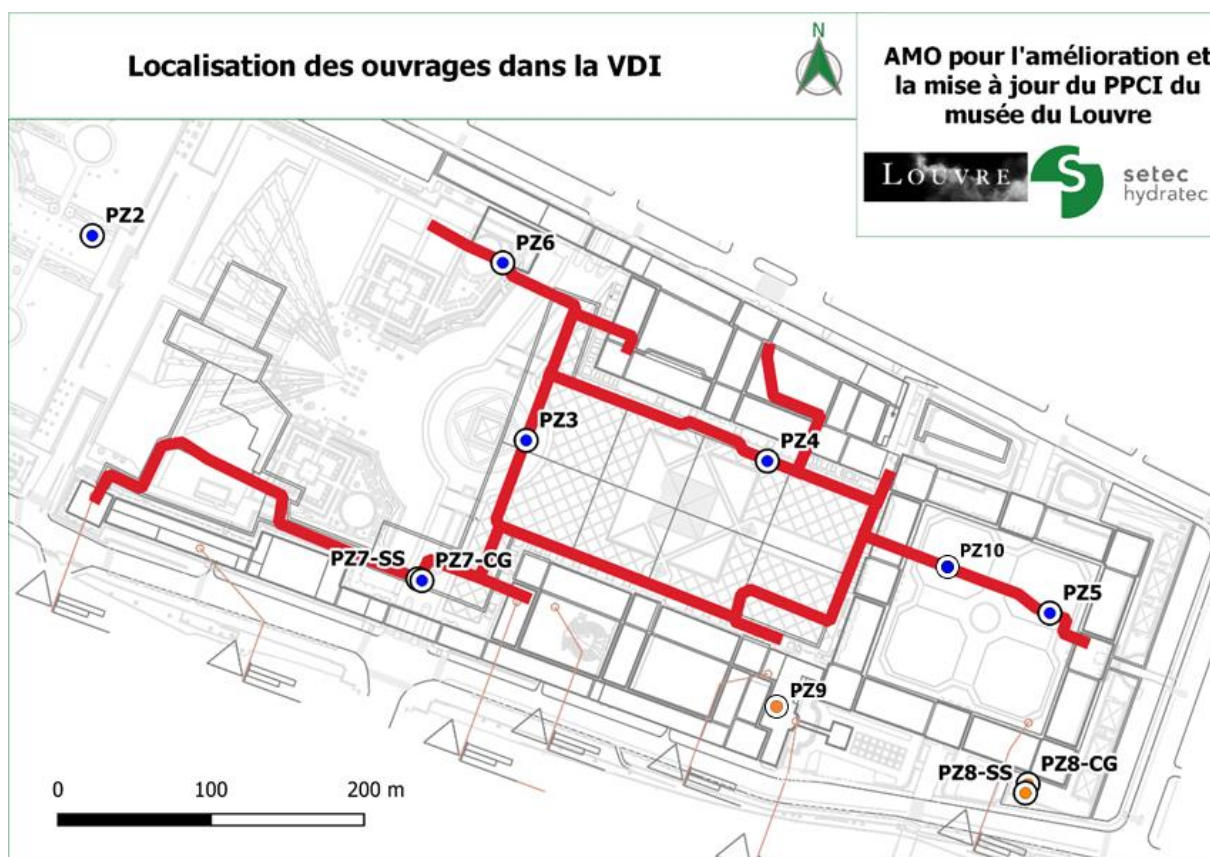 Localisation des ouvrages dans la VDI
N
AMO pour l'amélioration et
la mise à jour du PPCI du
musée du Louvre
LOUVRE
setec
hydratec
PZ2
PZ6
PZ3
PZ4
PZ7-SS
PZ7-CG
PZ10
PZ5
PZ9
PZ8-SS
PZ8-CG
0
100
200 m